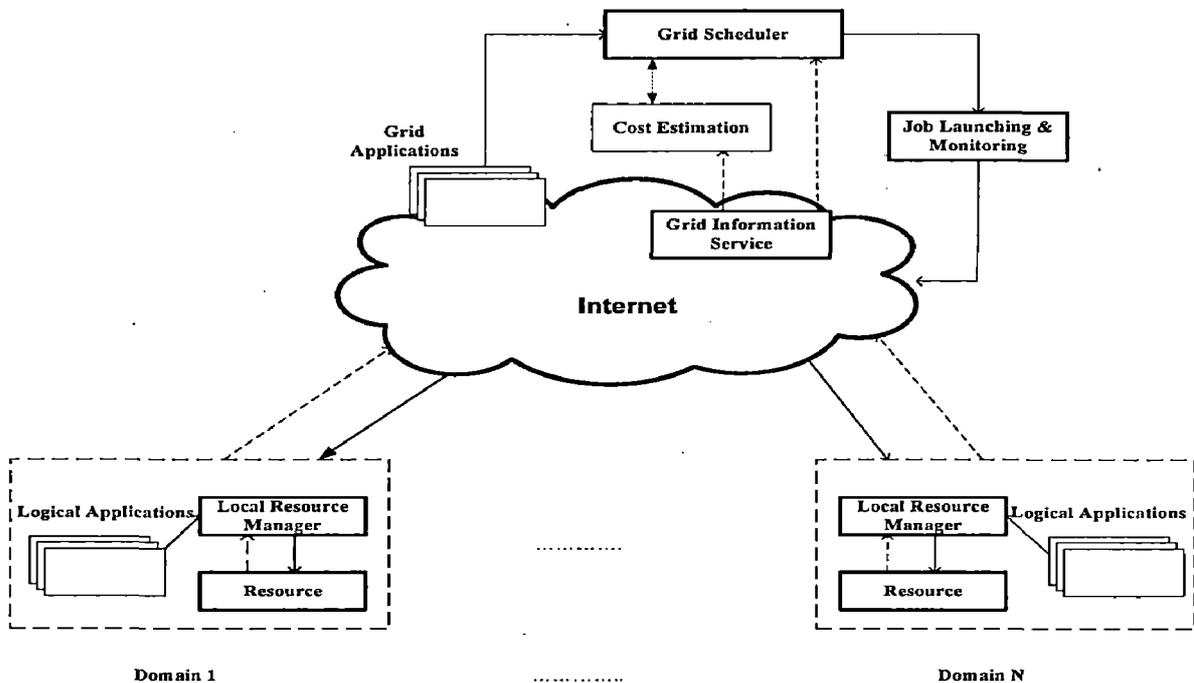 Grid Scheduler
Cost Estimation
Job Launching &
Monitoring
Grid
Applications
Grid Information
Service
Internet
Logical Applications
Local Resource
Manager
Resource
.............
Local Resource
Manager
Logical Applications
Resource
Domain 1
.............
Domain N